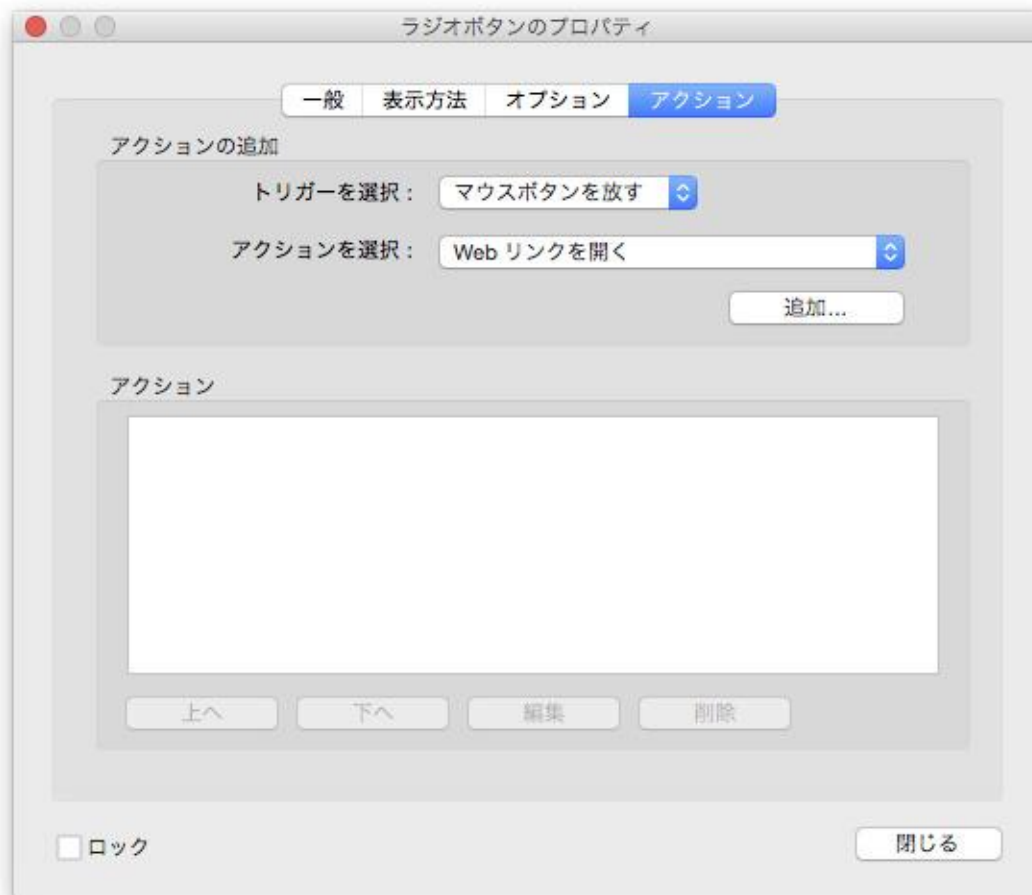 ラジオボタンのプロパティ
一般 表示方法 オプション アクション
アクションの追加
トリガーを選択: マウスボタンを放す
アクションを選択: Web リンクを開く
追加...
アクション
上へ 下へ 編集 削除
ロック 閉じる